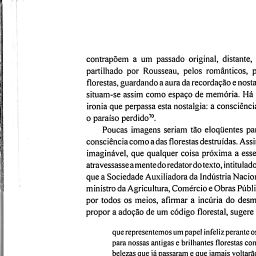 contrapõem a um passado original, distante,
partilhado por Rousseau, pelos românticos,
florestas, guardando a aura da recordação e nosta
situam-se assim como espaço de memória. Há
ironia que perpassa esta nostalgia: a consciência
o paraíso perdido
Poucas imagens seriam tão eloqüentes pa
consciência como a das florestas destruídas. Assi
imaginável, que qualquer coisa próxima a esse
atravessasse a mente do redator do texto, intitulado
que a Sociedade Auxiliadora da Indústria Nacion
ministro da Agricultura, Comércio e Obras Públi
por todos os meios, afirmar a incúria do desm
propor a adoção de um código florestal, sugere
que representemos um papel infeliz perante os
para nossas antigas e brilhantes florestas com
belezas que já passaram e que jamais voltarão